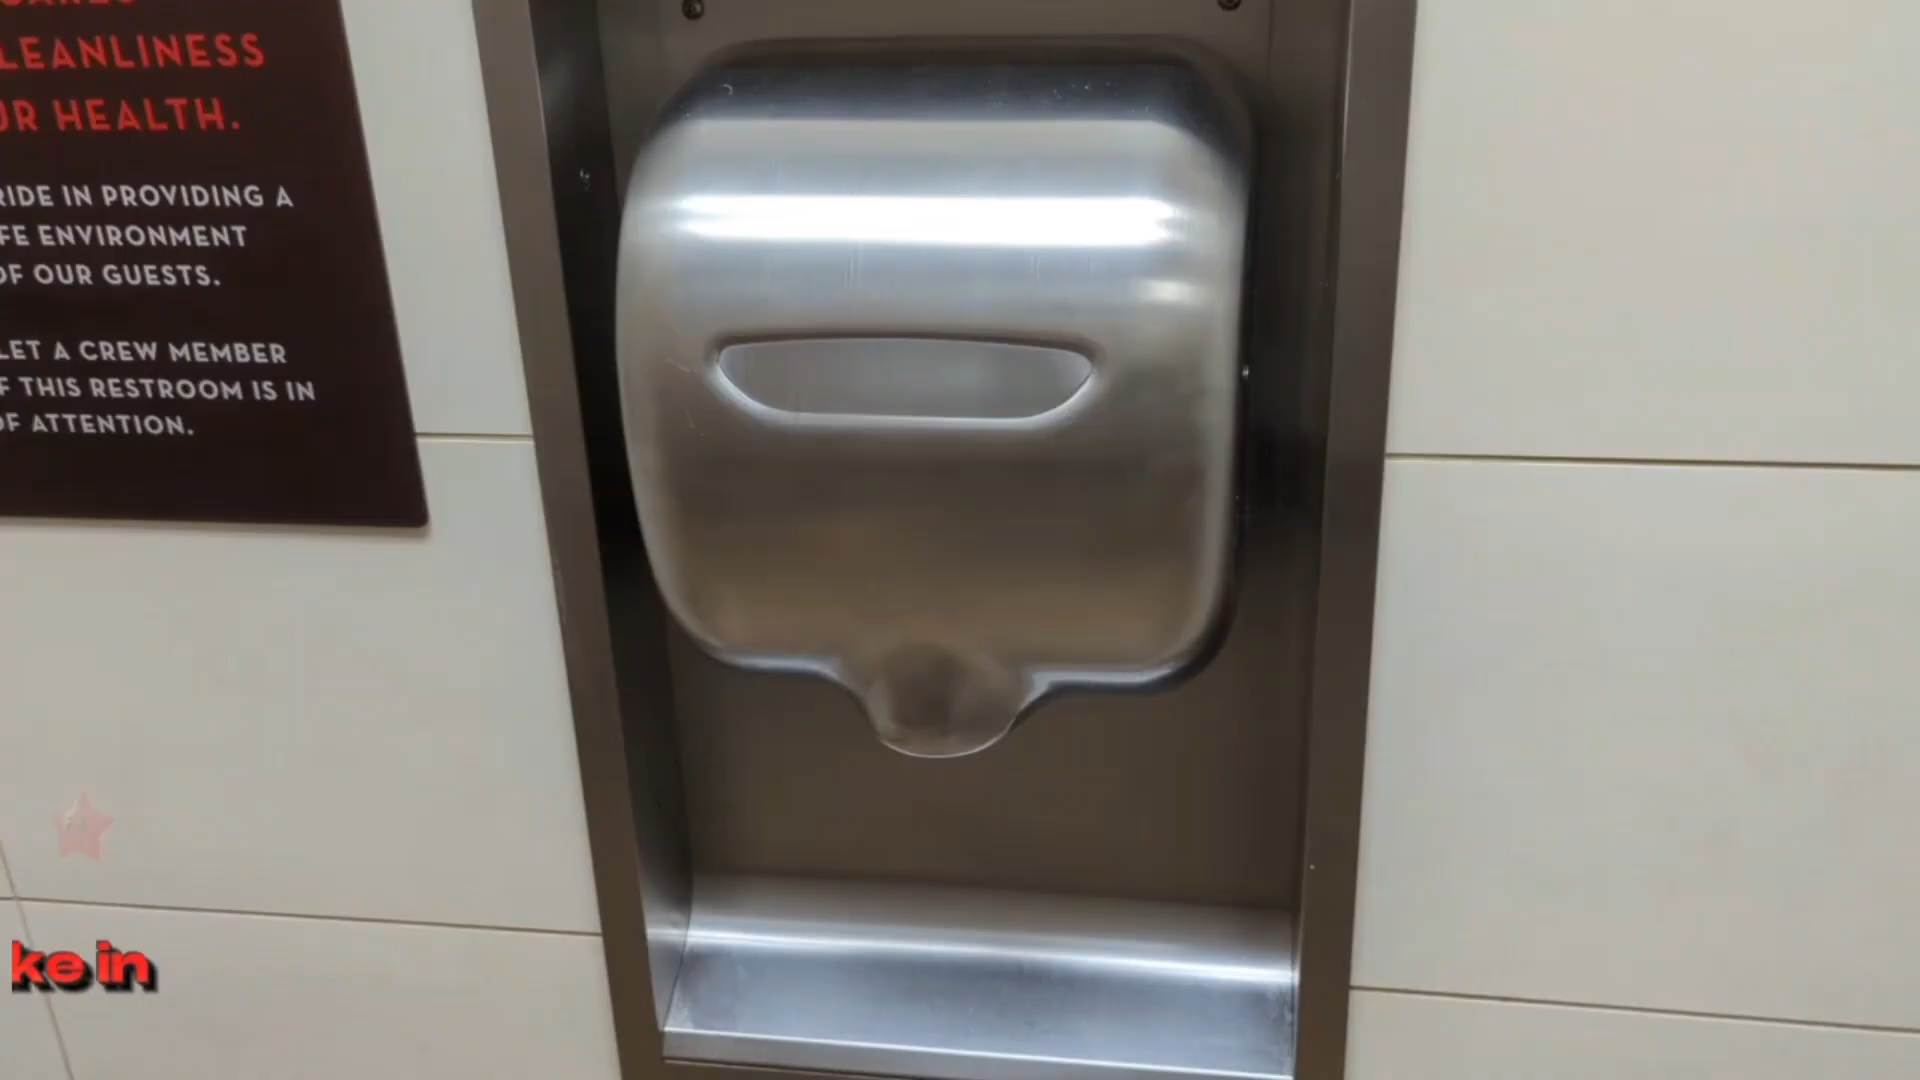 LEANLINESS
UR HEALTH.
RIDE IN PROVIDING A
FE ENVIRONMENT
OF OUR GUESTS.
LET A CREW MEMBER
F THIS RESTROOM IS IN
OF ATTENTION.
ke in